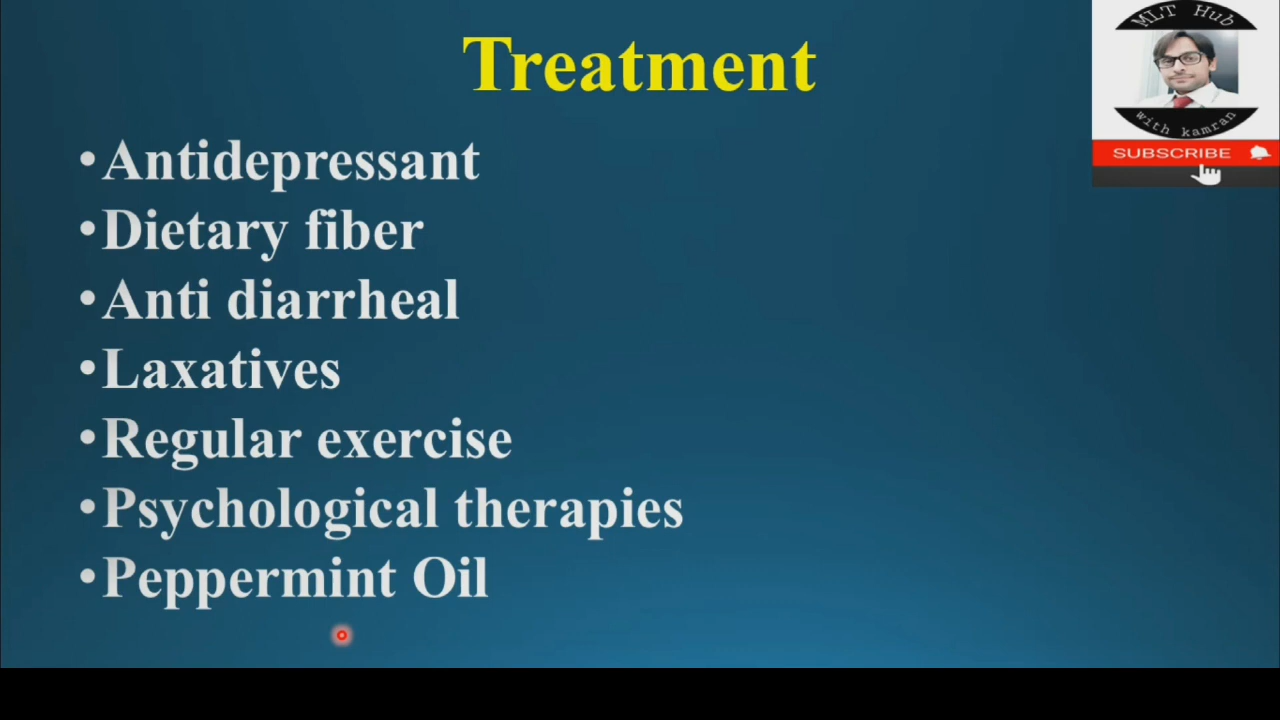 Treatment
•Antidepressant
•Dietary fiber
•Anti diarrheal
•Laxatives
•Regular exercise
•Psychological therapies
•Peppermint Oil
MLT Hub
with kamran
SUBSCRIBE